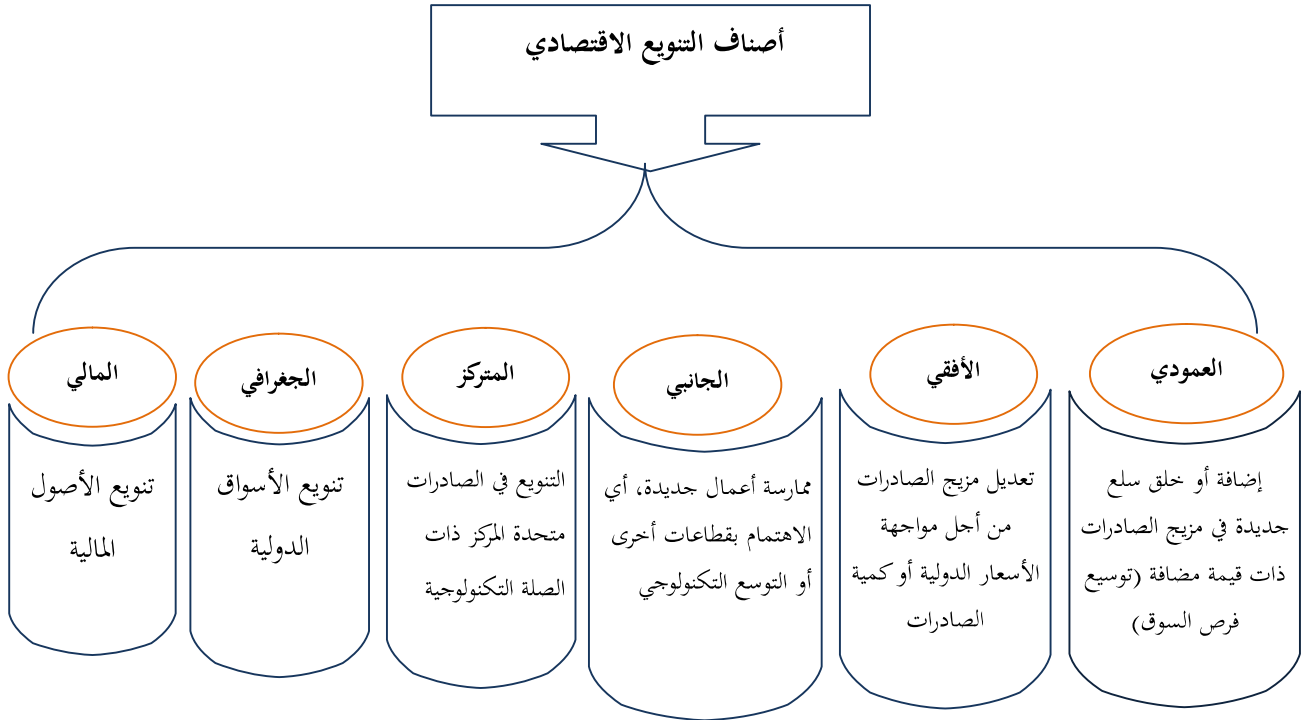 أصناف التنويع الاقتصادي
العمودي
إضافة أو خلق سلع
جديدة في مزيج الصادرات
ذات قيمة مضافة (توسيع
فرص السوق)
الأفقي
تعديل مزيج الصادرات
من أجل مواجهة
الأسعار الدولية أو كمية
الصادرات
الجانبي
ممارسة أعمال جديدة، أي
الاهتمام بقطاعات أخرى
أو التوسع التكنولوجي
المتركز
التنويع في الصادرات
متحدة المركز ذات
الصلة التكنولوجية
الجغرافي
تنويع الأسواق
الدولية
المالي
تنويع الأصول
المالية